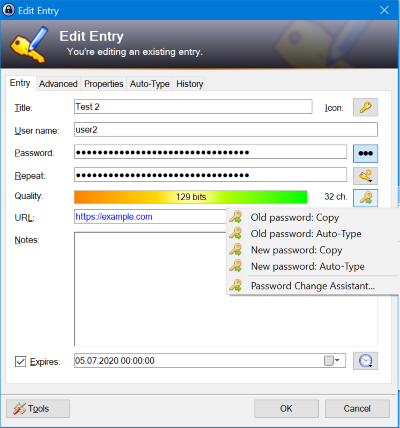 Edit Entry
Edit Entry
You're editing an existing entry.
Entry Advanced Properties Auto-Type History
Title: Test 2 Icon:
User name: user2
Password: ●●●●●●●●●●●●●●●●●●●●●●●●●●●●●●●● ●●●
Repeat: ●●●●●●●●●●●●●●●●●●●●●●●●●●●●●●●●
Quality: 129 bits 32 ch.
URL: https://example.com
Old password: Copy
Old password: Auto-Type
New password: Copy
New password: Auto-Type
Password Change Assistant...
Notes:
Expires: 05.07.2020 00:00:00
Tools OK Cancel